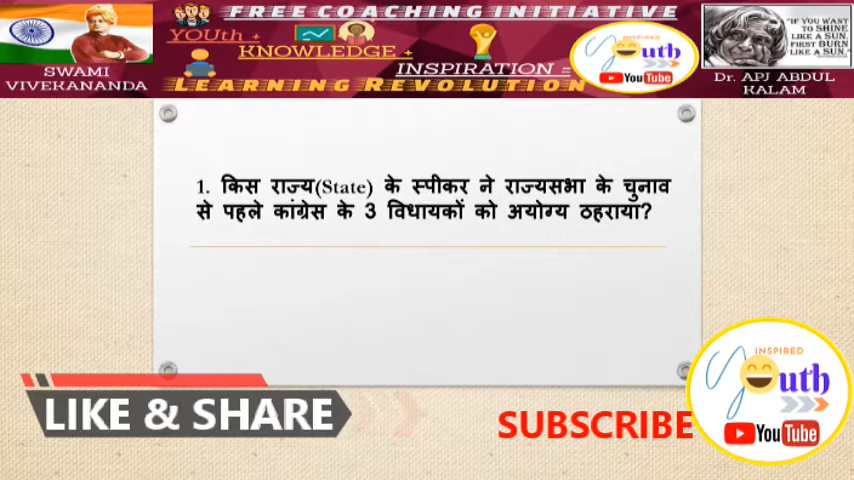 FREE COACHING INITIATIVE
YOUth +
KNOWLEDGE +
INSPIRATION =
LEARNING REVOLUTION
SWAMI
VIVEKANANDA
INSPIRED
Youth
YouTube
"IF YOU WANT
TO SHINE
LIKE A SUN,
FIRST BURN
LIKE A SUN."
Dr. APJ ABDUL
KALAM
1. किस राज्य(State) के स्पीकर ने राज्यसभा के चुनाव
से पहले कांग्रेस के 3 विधायकों को अयोग्य ठहराया?
LIKE & SHARE
SUBSCRIBE
INSPIRED
Youth
YouTube